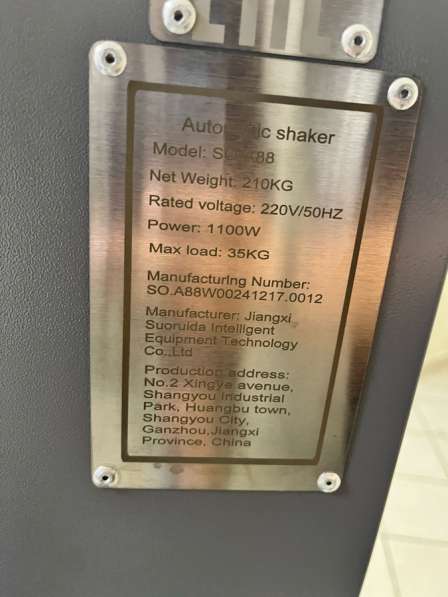 shaker
Model:
Net Weight: 210KG
Rated voltage: 220V/50HZ
Power: 1100W
Max load: 35KG
Manufacturing Number:
SO.A88W00241217.0012
Manufacturer: Jiangxi
Suoruida Intelligent
Equipment Technology
Co.,Ltd
Production address:
No.2 Xingye avenue,
Shangyou Industrial
Park, Huangbu town,
Shangyou City,
Ganzhou,Jiangxi
Province, China